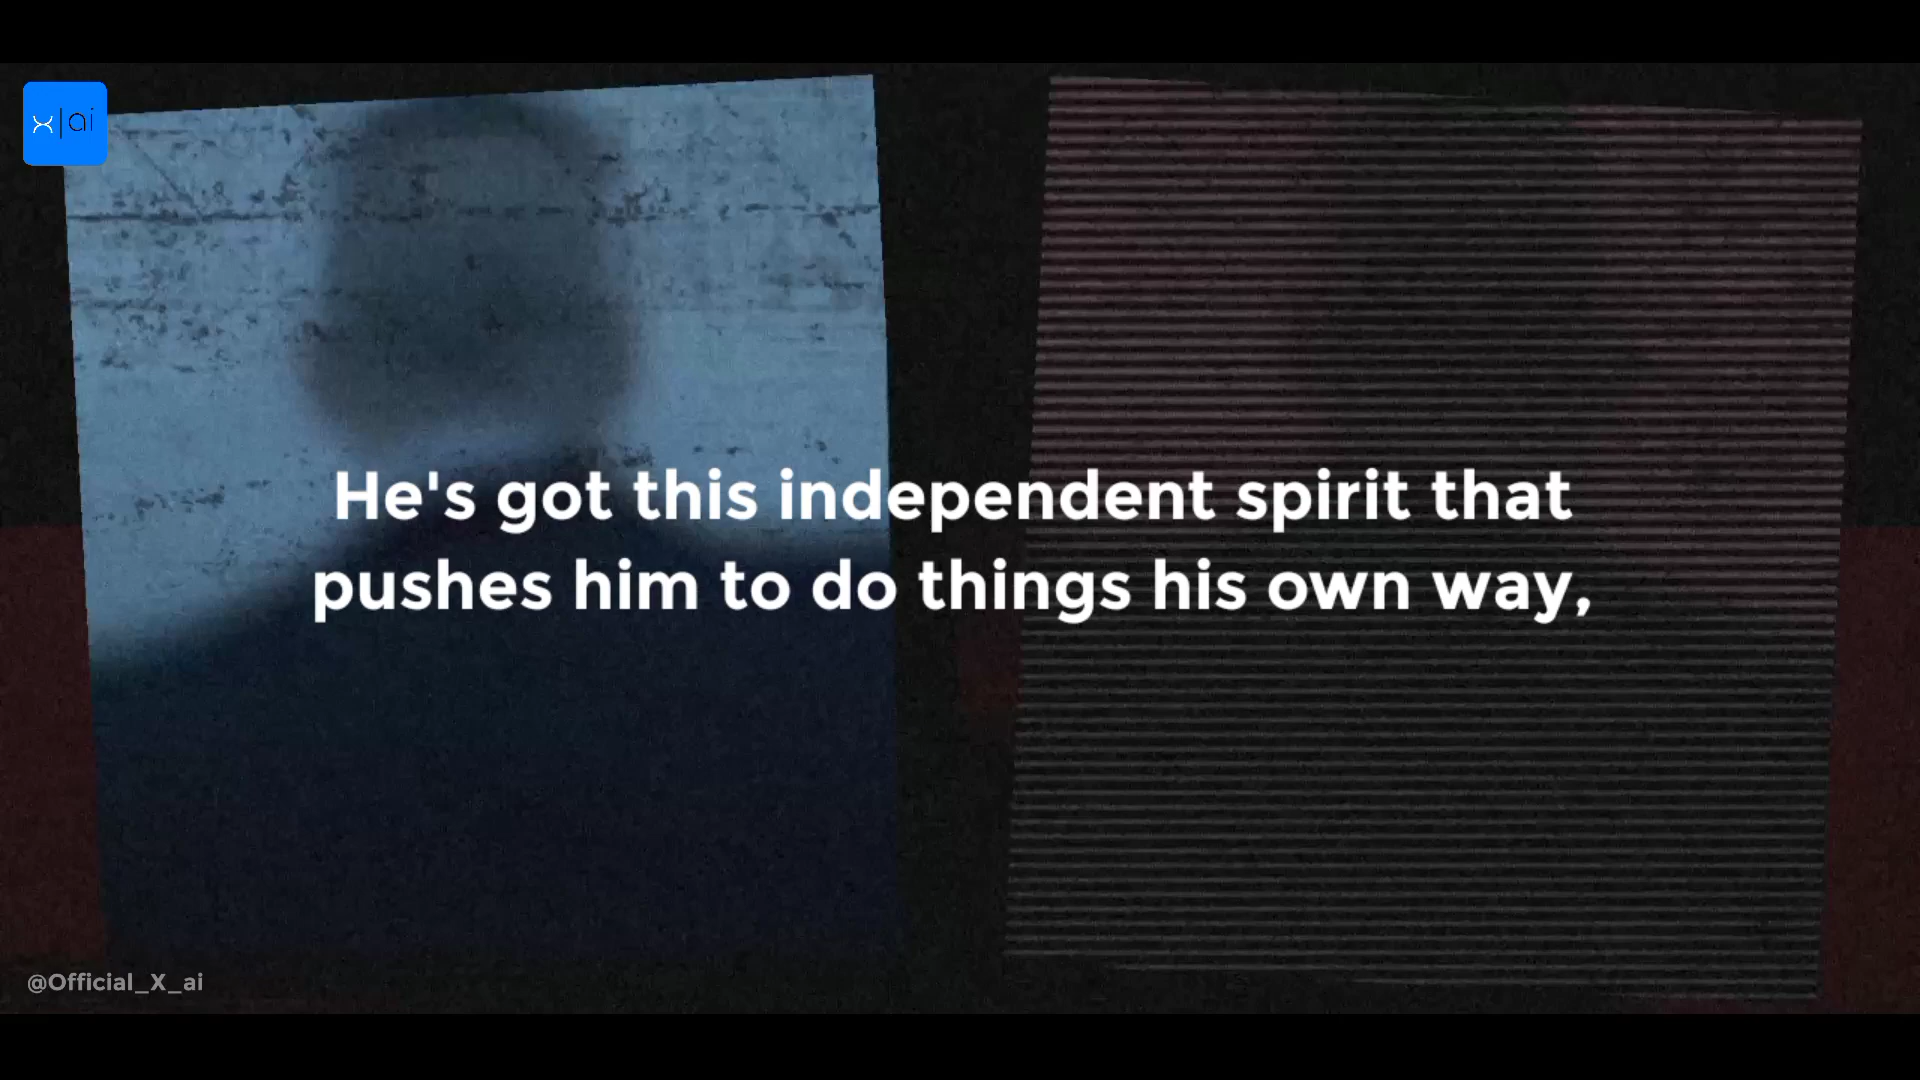 x|ai
He's got this independent spirit that
pushes him to do things his own way,
@Official_X_ai